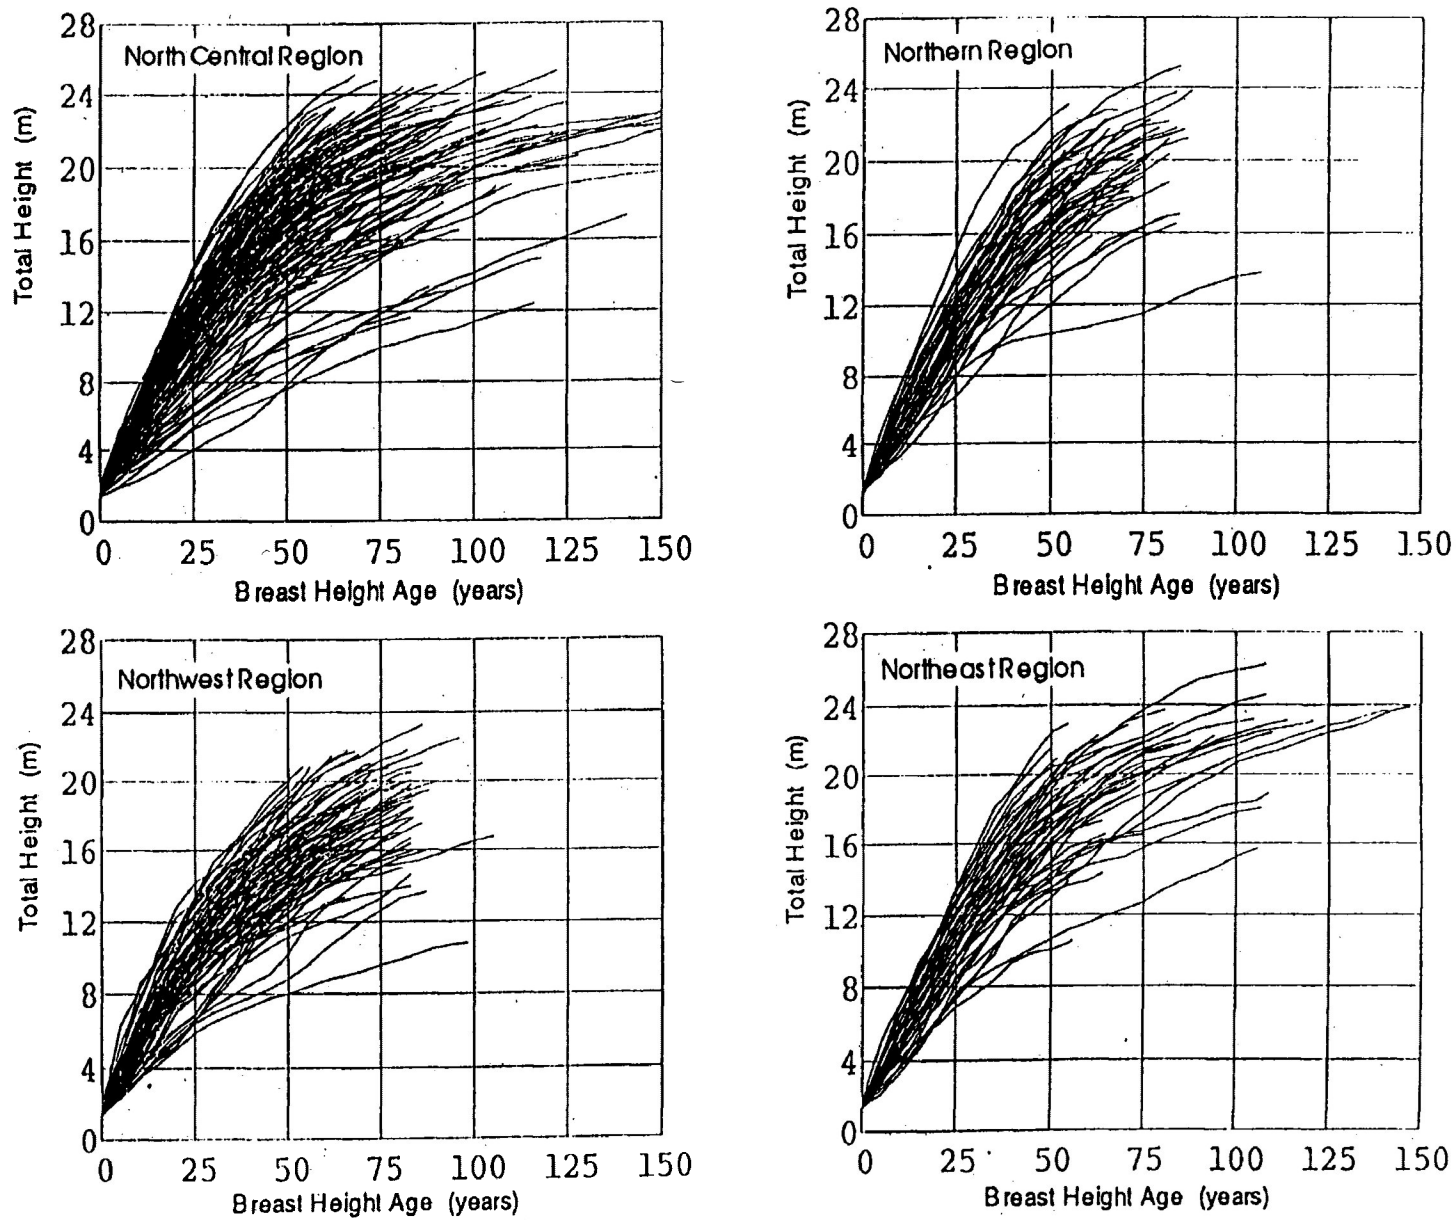 28
24
20
16
12
8
4
0
Total Height (m)
North Central Region
0 25 50 75 100 125 150
Breast Height Age (years)
28
24
20
16
12
8
4
0
Total Height (m)
Northern Region
0 25 50 75 100 125 150
Breast Height Age (years)
28
24
20
16
12
8
4
0
Total Height (m)
Northwest Region
0 25 50 75 100 125 150
Breast Height Age (years)
28
24
20
16
12
8
4
0
Total Height (m)
Northeast Region
0 25 50 75 100 125 150
Breast Height Age (years)